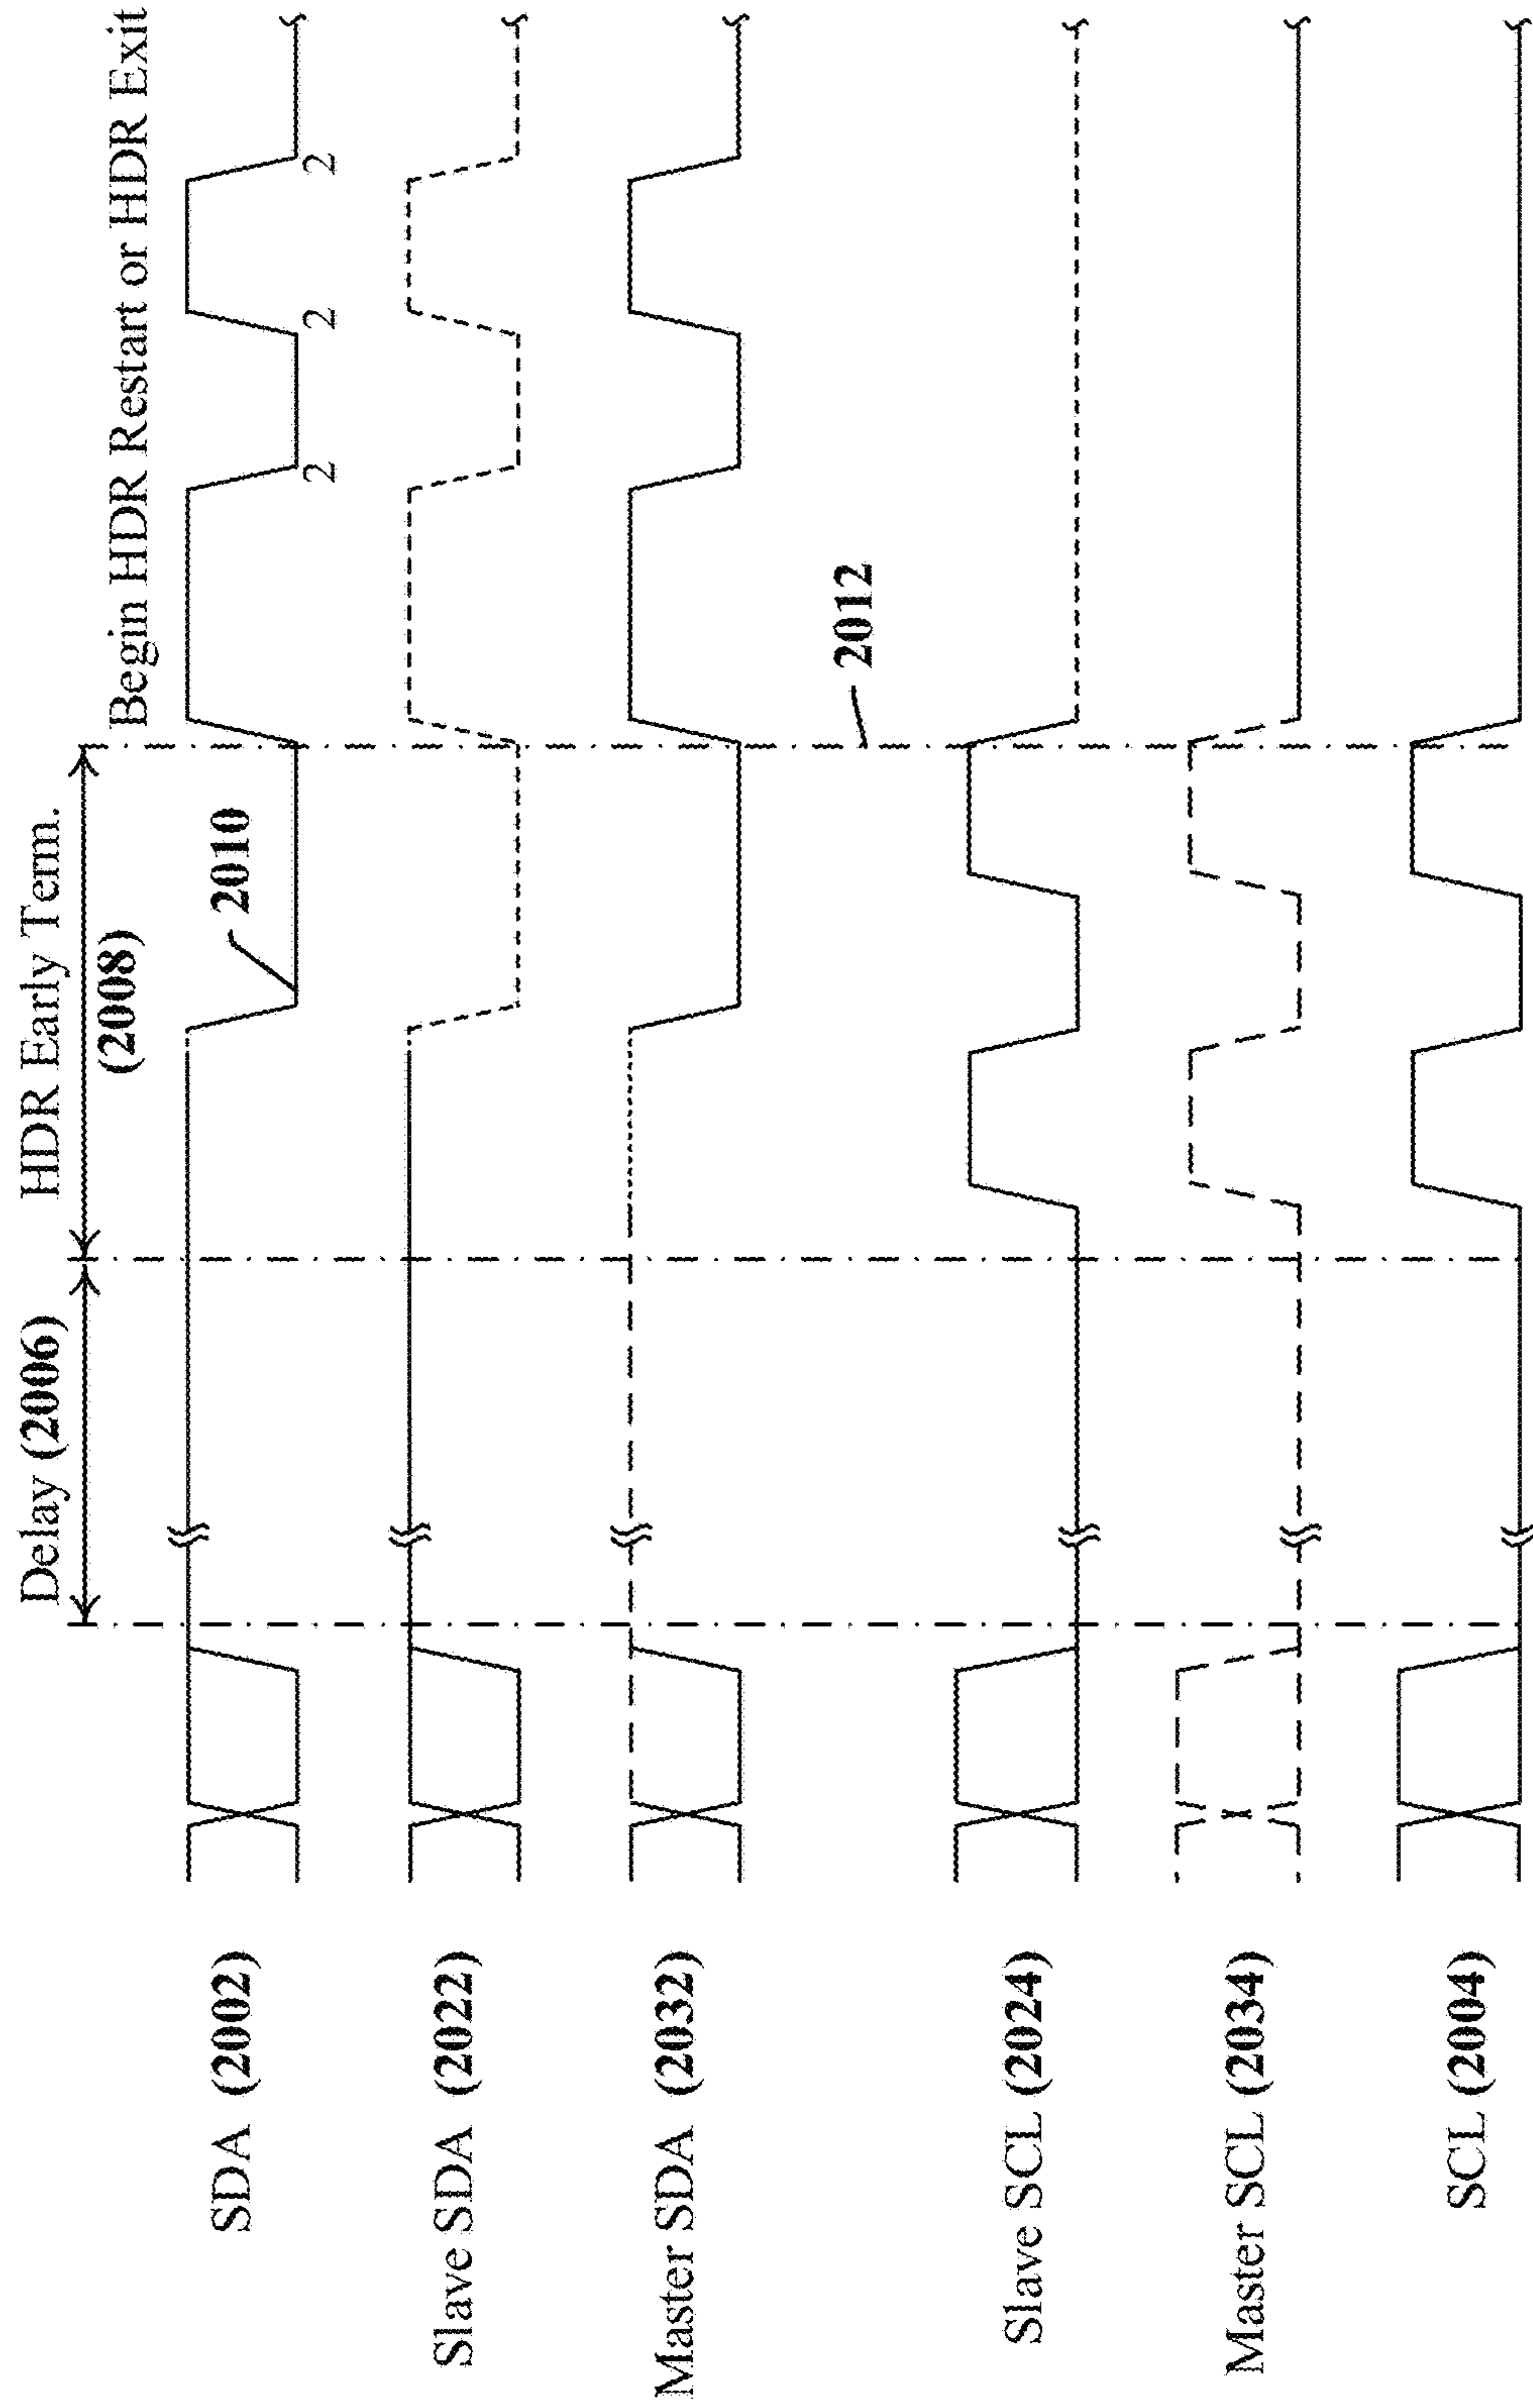 Delay (2006)
HDR Early Term.
(2008)
Begin HDR Restart or HDR Exit
SDA (2002)
2010
2
2
2
Slave SDA (2022)
Master SDA (2032)
2012
Slave SCL (2024)
Master SCL (2034)
SCL (2004)